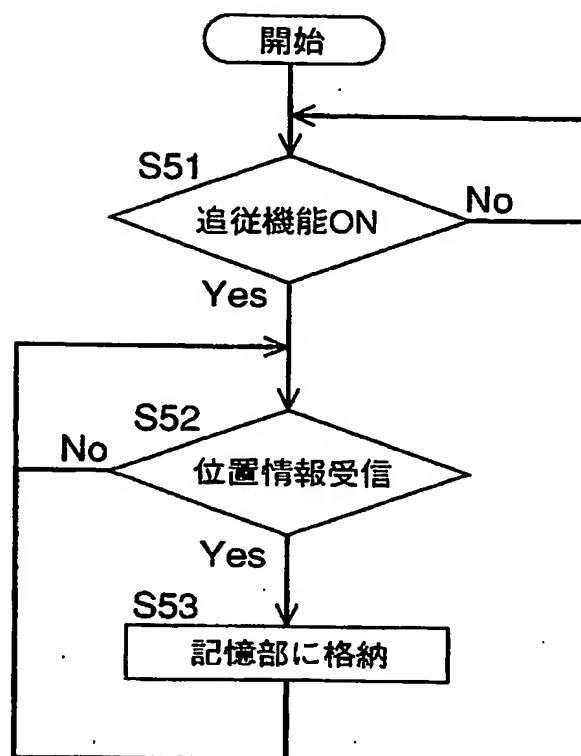 開始
S51
追従機能ON
No
Yes
S52
No
位置情報受信
Yes
S53
記憶部に格納